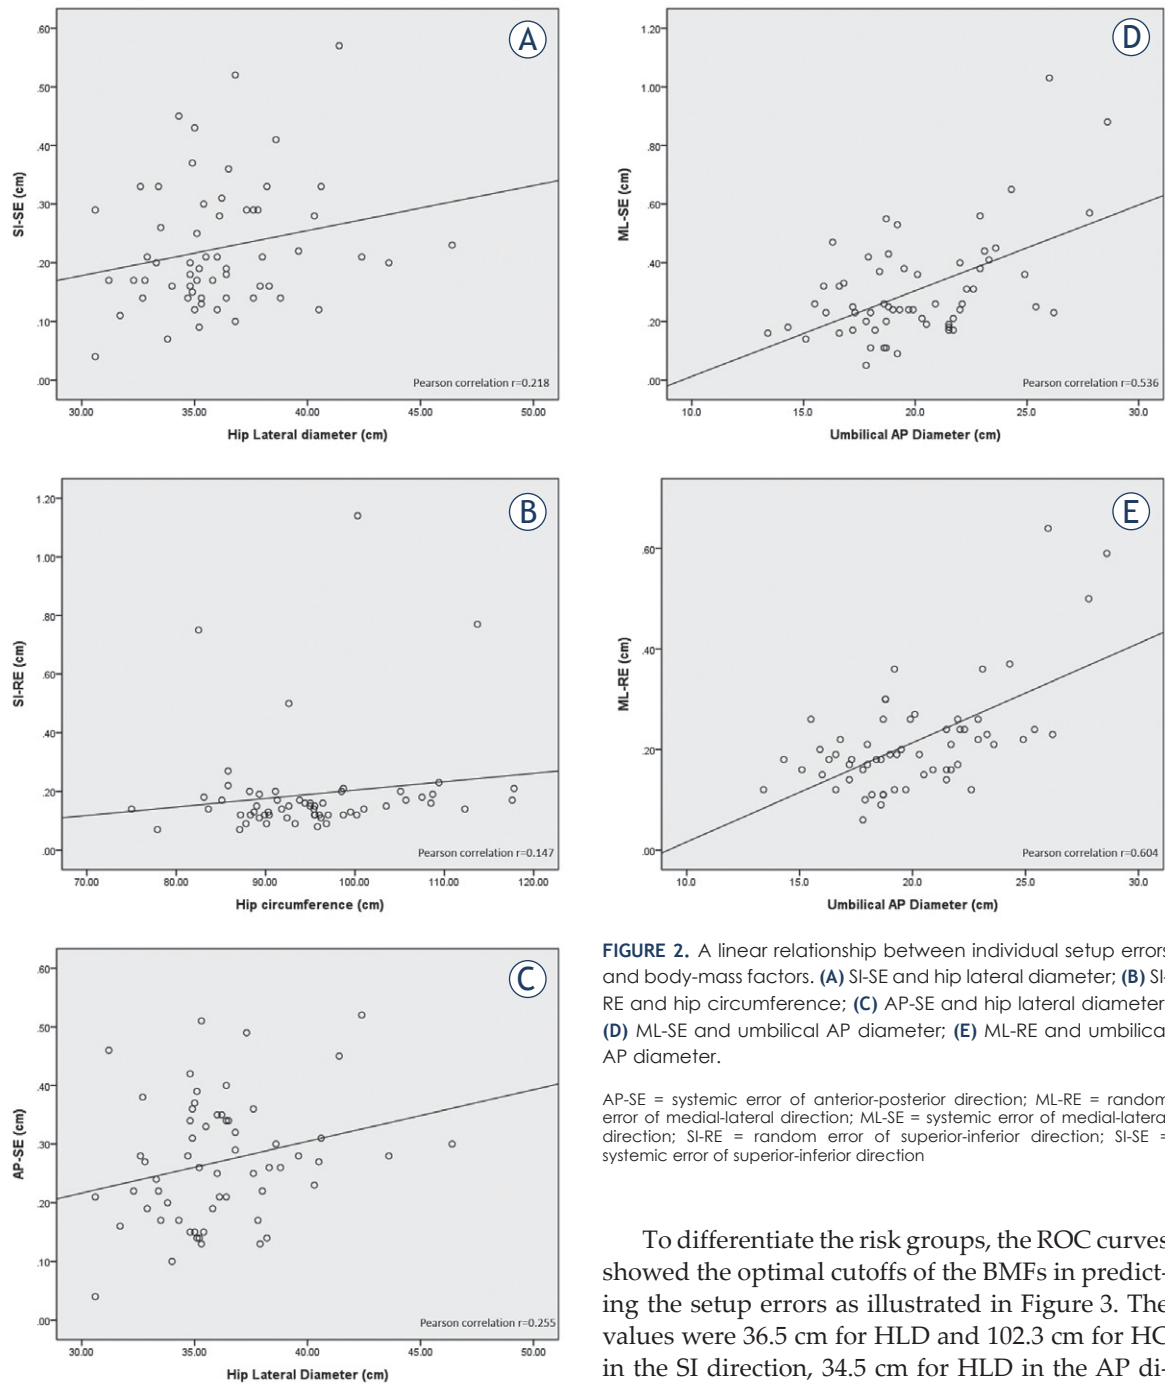 A
.60
.50
.40
.30
.20
.10
.00
SI-SE (cm)
Pearson correlation r=0.218
30.00 35.00 40.00 45.00 50.00
Hip Lateral diameter (cm)
D
1.20
1.00
.80
.60
.40
.20
.00
ML-SE (cm)
Pearson correlation r=0.536
10.0 15.0 20.0 25.0 30.0
Umbilical AP Diameter (cm)
B
1.20
1.00
.80
.60
.40
.20
.00
SI-RE (cm)
Pearson correlation r=0.147
70.00 80.00 90.00 100.00 110.00 120.00
Hip circumference (cm)
E
.60
.40
.20
.00
ML-RE (cm)
Pearson correlation r=0.604
10.0 15.0 20.0 25.0 30.0
Umbilical AP Diameter (cm)
C
.60
.50
.40
.30
.20
.10
.00
AP-SE (cm)
Pearson correlation r=0.255
30.00 35.00 40.00 45.00 50.00
Hip Lateral Diameter (cm)
FIGURE 2. A linear relationship between individual setup errors
and body-mass factors. (A) SI-SE and hip lateral diameter; (B) SI-
RE and hip circumference; (C) AP-SE and hip lateral diameter
(D) ML-SE and umbilical AP diameter; (E) ML-RE and umbilica
AP diameter.
AP-SE = systemic error of anterior-posterior direction; ML-RE = random
error of medial-lateral direction; ML-SE = systemic error of medial-latera
direction; SI-RE = random error of superior-inferior direction; SI-SE =
systemic error of superior-inferior direction
To differentiate the risk groups, the ROC curves
showed the optimal cutoffs of the BMFs in predict-
ing the setup errors as illustrated in Figure 3. The
values were 36.5 cm for HLD and 102.3 cm for HC
in the SI direction, 34.5 cm for HLD in the AP di-